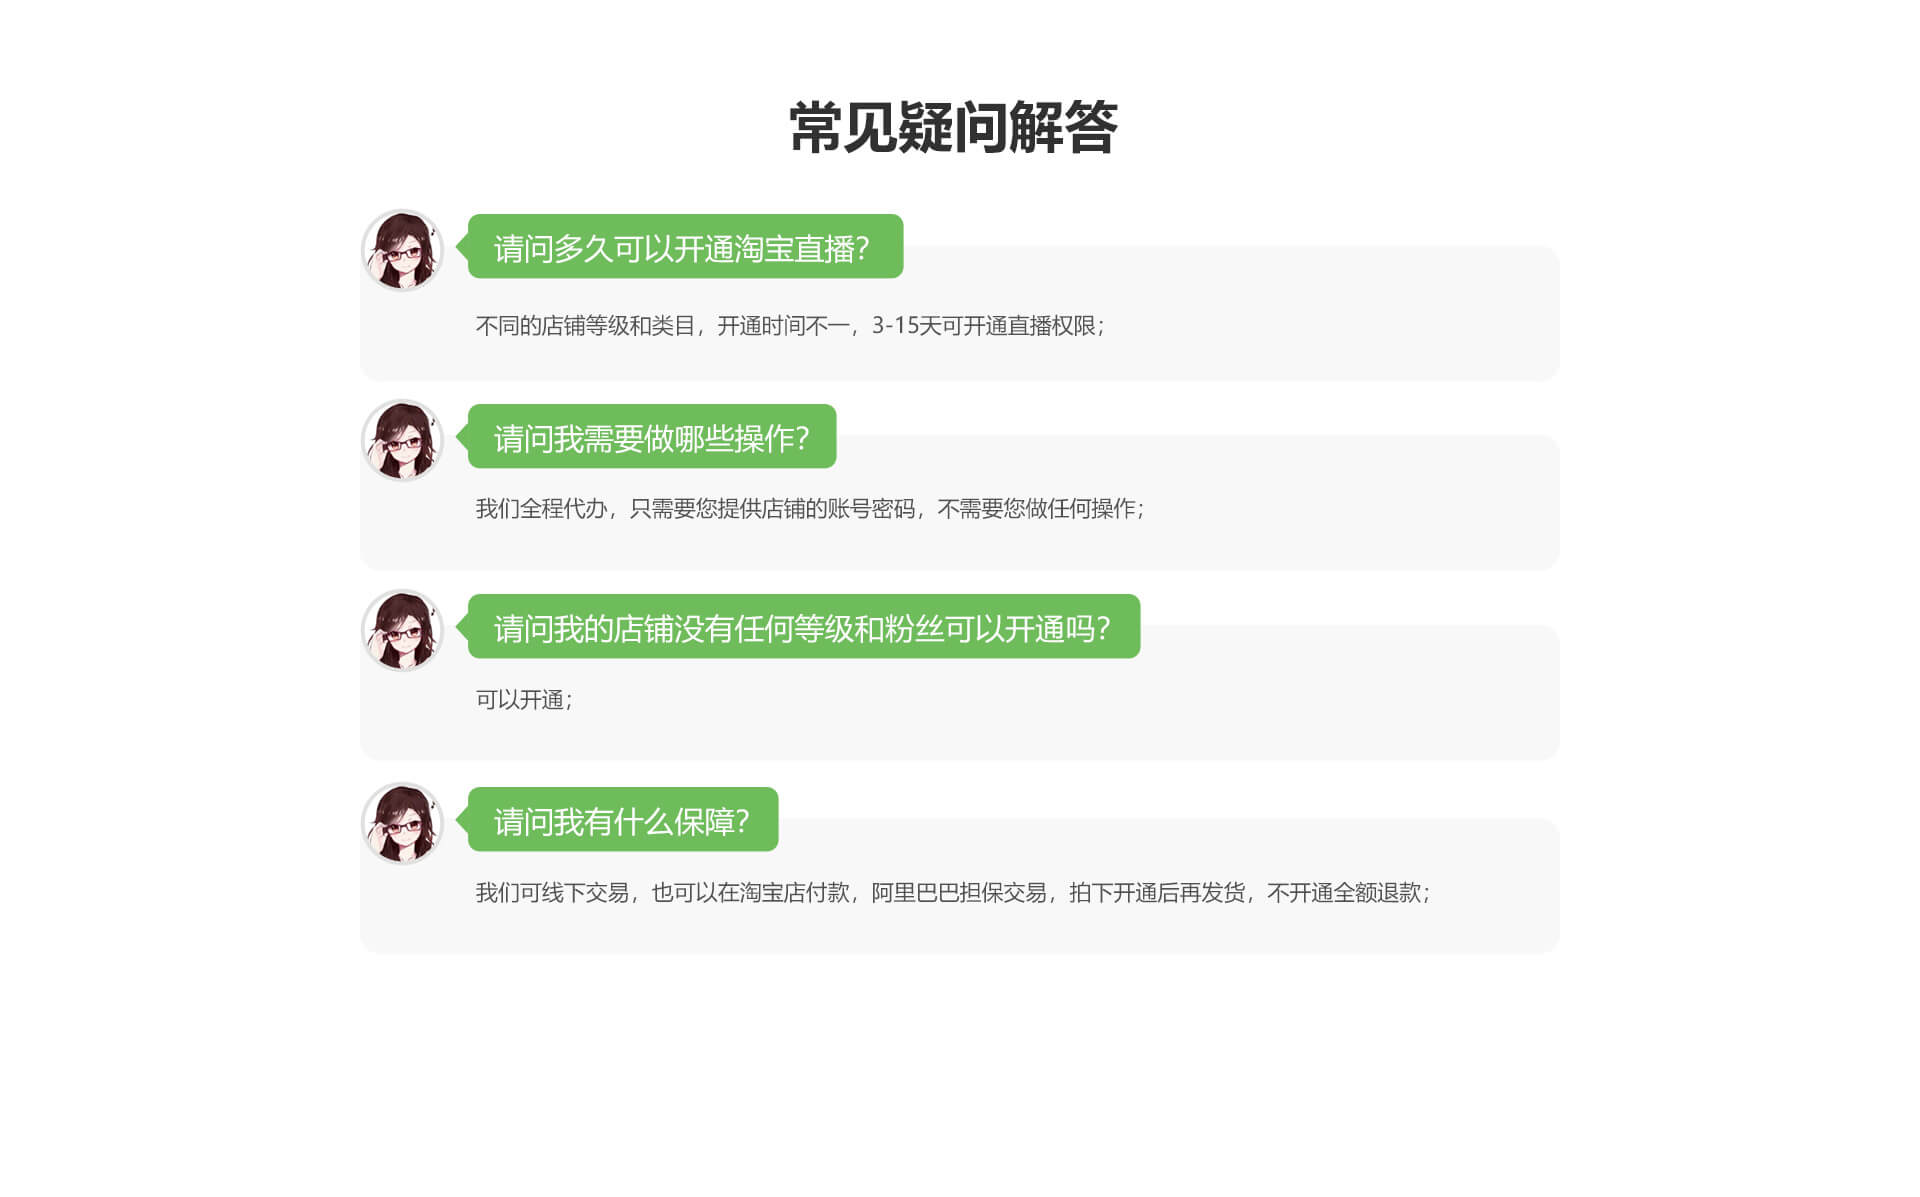 常见疑问解答
请问多久可以开通淘宝直播？
不同的店铺等级和类目，开通时间不一，3-15天可开通直播权限；
请问我需要做哪些操作？
我们全程代办，只需要您提供店铺的账号密码，不需要您做任何操作；
请问我的店铺没有任何等级和粉丝可以开通吗？
可以开通；
请问我有什么保障？
我们可线下交易，也可以在淘宝店付款，阿里巴巴担保交易，拍下开通后再发货，不开通全额退款；